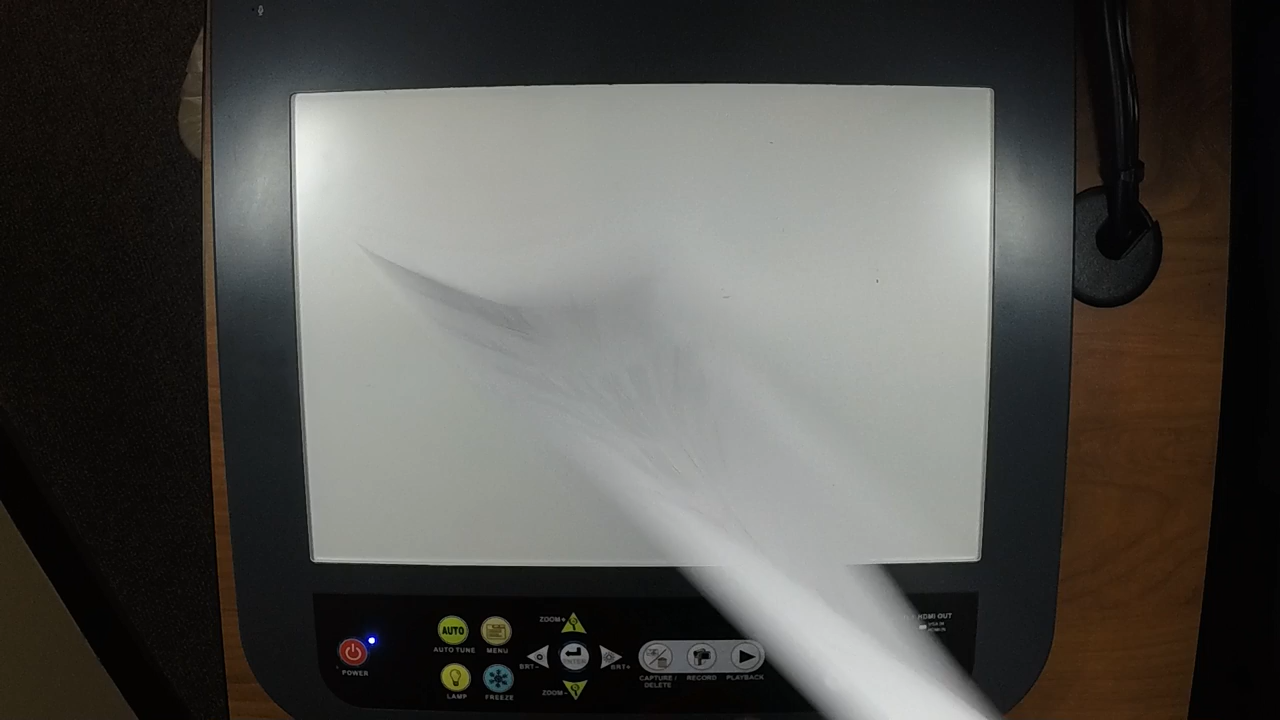 HDMI OUT
ZOOM+
AUTO
AUTO TUNE
MENU
BRT-
ENTER
BRT+
POWER
LAMP
FREEZE
ZOOM-
CAPTURE /
DELETE
RECORD
PLAYBACK